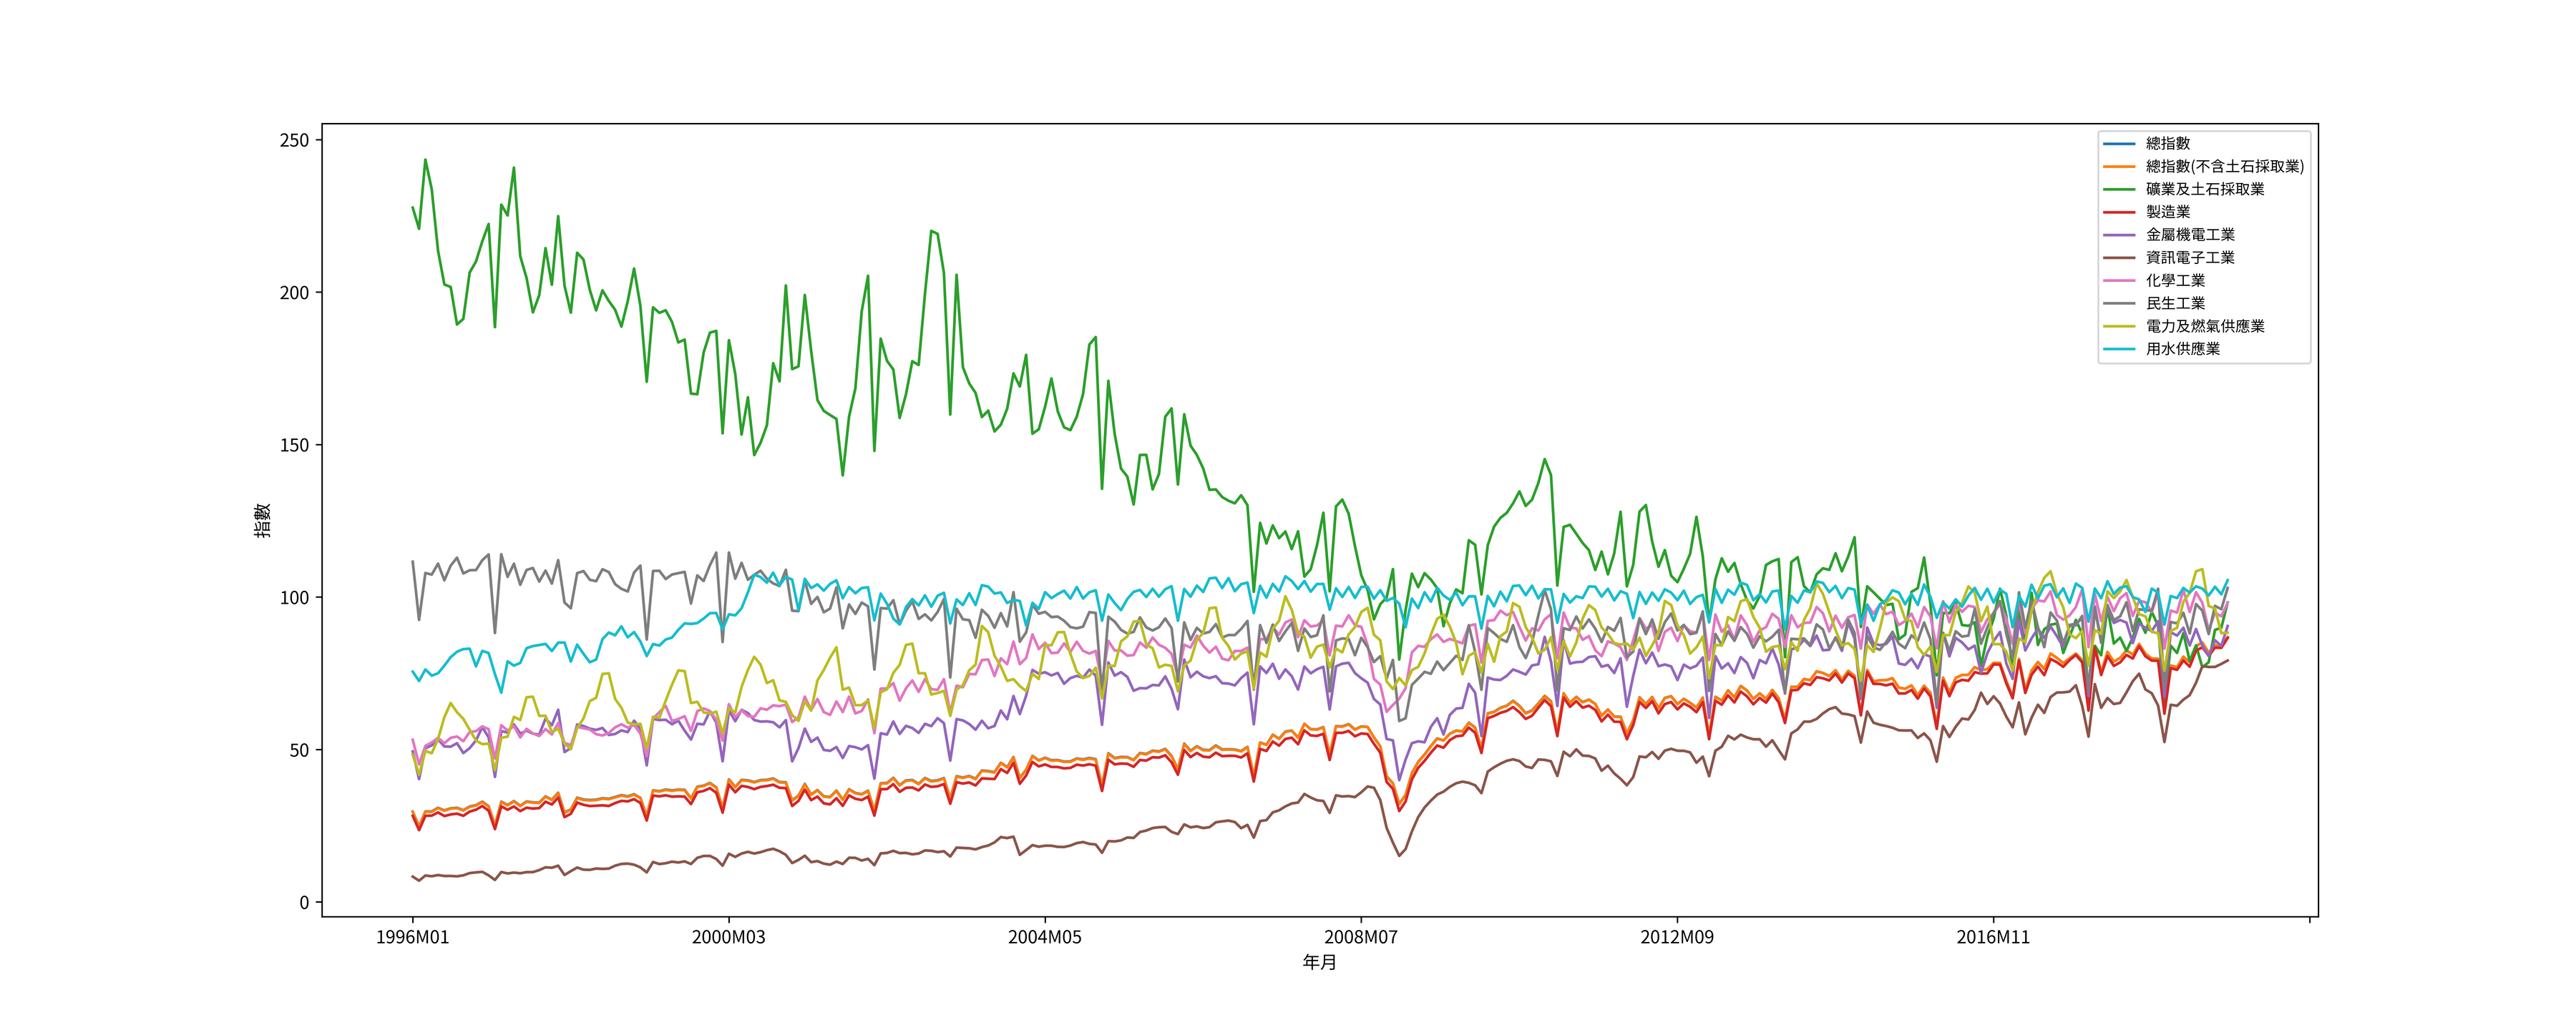 250
200
150
100
50
0
指數
1996M01 2000M03 2004M05 2008M07 2012M09 2016M11
年月
總指數
總指數(不含土石採取業)
礦業及土石採取業
製造業
金屬機電工業
資訊電子工業
化學工業
民生工業
電力及燃氣供應業
用水供應業